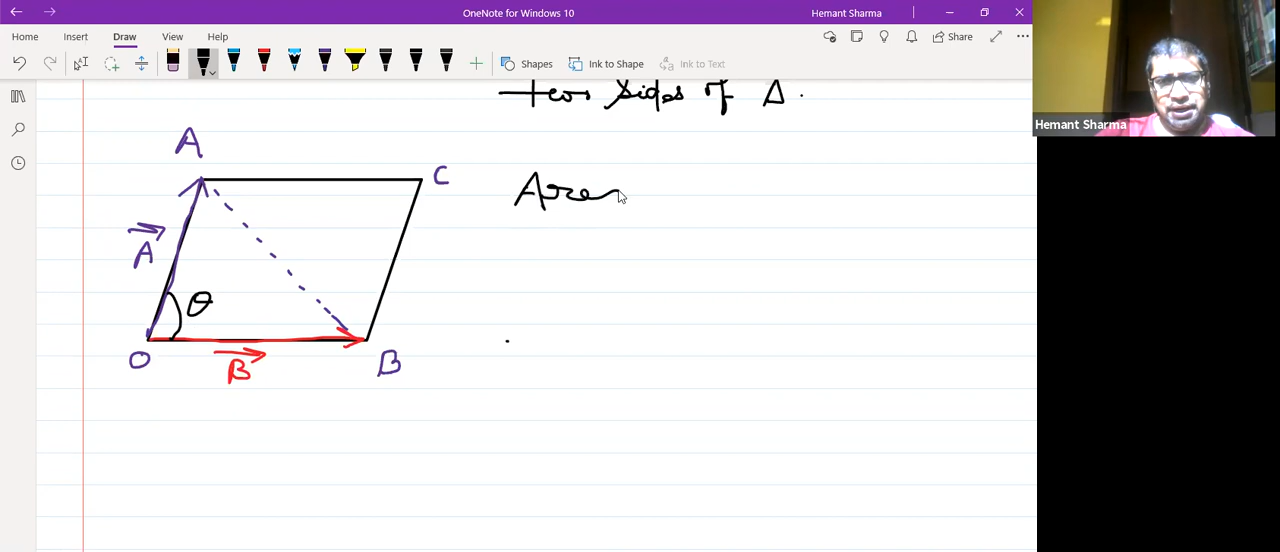 OneNote for Windows 10
Hemant Sharma
Home Insert Draw View Help
Share
Shapes Ink to Shape Ink to Text
Hemant Sharma
two sides of Δ.
A
C
Area
A
θ
O
B
B